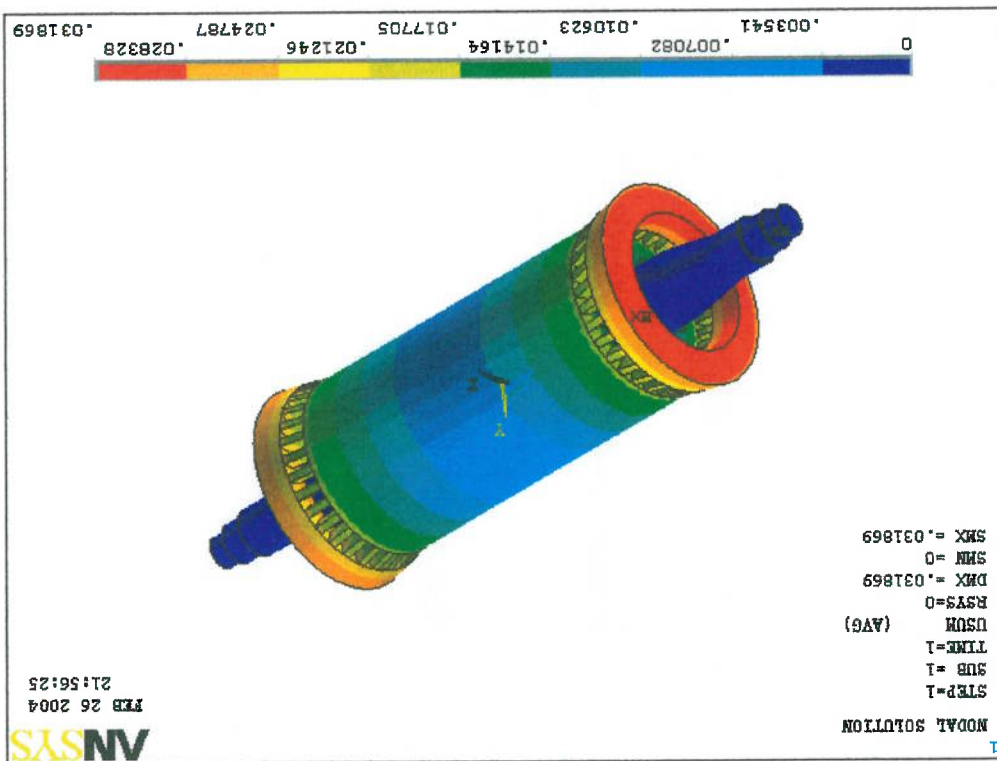 1
NODAL SOLUTION
STEP=1
SUB =1
TIME=1
USUM (AVG)
RSYS=0
DMX =.031869
SMN =0
SMX =.031869
ANSYS
FEB 26 2004
21:56:25
Y
Z
MX
0 .007082 .014164 .021246 .028328
.003541 .010623 .017705 .024787 .031869